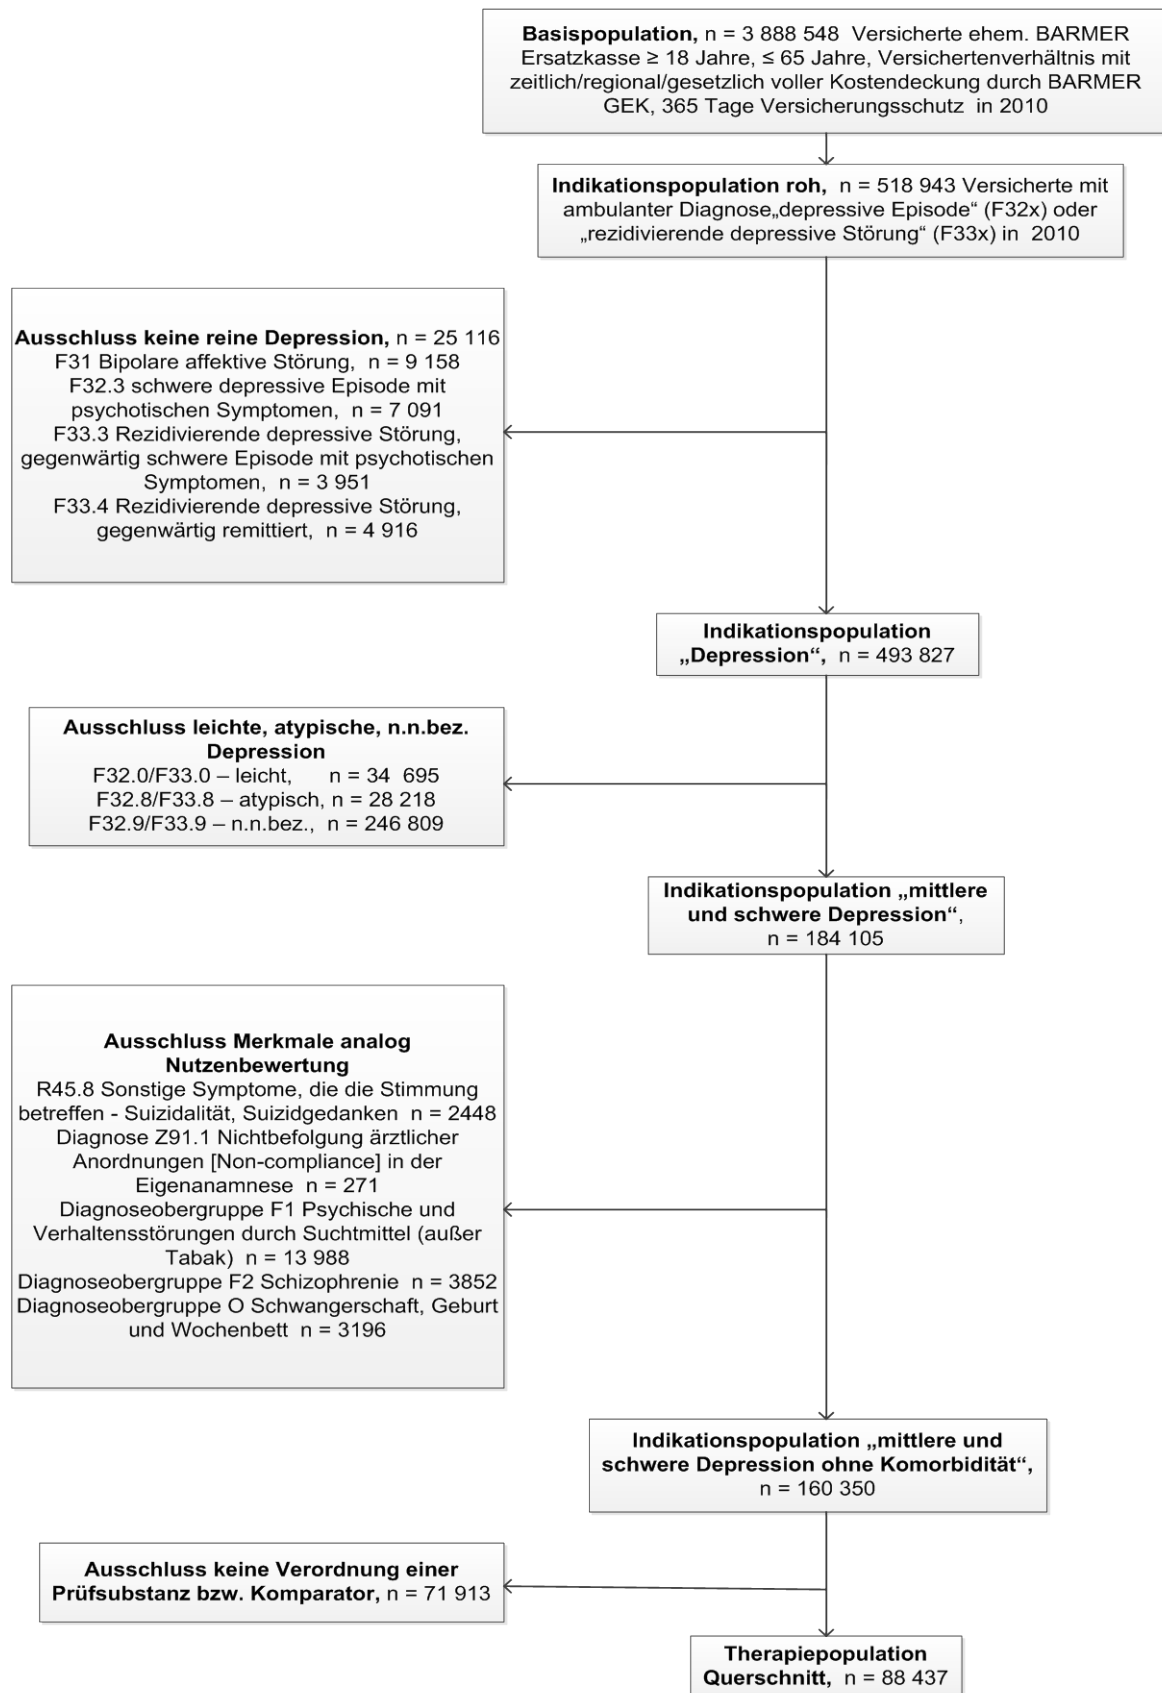 Basispopulation, n = 3 888 548 Versicherte ehem. BARMER
Ersatzkasse ≥ 18 Jahre, ≤ 65 Jahre, Versichertenverhältnis mit
zeitlich/regional/gesetzlich voller Kostendeckung durch BARMER
GEK, 365 Tage Versicherungsschutz in 2010
Indikationspopulation roh, n = 518 943 Versicherte mit
ambulanter Diagnose„depressive Episode“ (F32x) oder
„rezidivierende depressive Störung“ (F33x) in 2010
Ausschluss keine reine Depression, n = 25 116
F31 Bipolare affektive Störung, n = 9 158
F32.3 schwere depressive Episode mit
psychotischen Symptomen, n = 7 091
F33.3 Rezidivierende depressive Störung,
gegenwärtig schwere Episode mit psychotischen
Symptomen, n = 3 951
F33.4 Rezidivierende depressive Störung,
gegenwärtig remittiert, n = 4 916
Indikationspopulation
„Depression“, n = 493 827
Ausschluss leichte, atypische, n.n.bez.
Depression
F32.0/F33.0 – leicht, n = 34 695
F32.8/F33.8 – atypisch, n = 28 218
F32.9/F33.9 – n.n.bez., n = 246 809
Indikationspopulation „mittlere
und schwere Depression“,
n = 184 105
Ausschluss Merkmale analog
Nutzenbewertung
R45.8 Sonstige Symptome, die die Stimmung
betreffen - Suizidalität, Suizidgedanken n = 2448
Diagnose Z91.1 Nichtbefolgung ärztlicher
Anordnungen [Non-compliance] in der
Eigenanamnese n = 271
Diagnoseobergruppe F1 Psychische und
Verhaltensstörungen durch Suchtmittel (außer
Tabak) n = 13 988
Diagnoseobergruppe F2 Schizophrenie n = 3852
Diagnoseobergruppe O Schwangerschaft, Geburt
und Wochenbett n = 3196
Indikationspopulation „mittlere und
schwere Depression ohne Komorbidität“,
n = 160 350
Ausschluss keine Verordnung einer
Prüfsubstanz bzw. Komparator, n = 71 913
Therapiepopulation
Querschnitt, n = 88 437